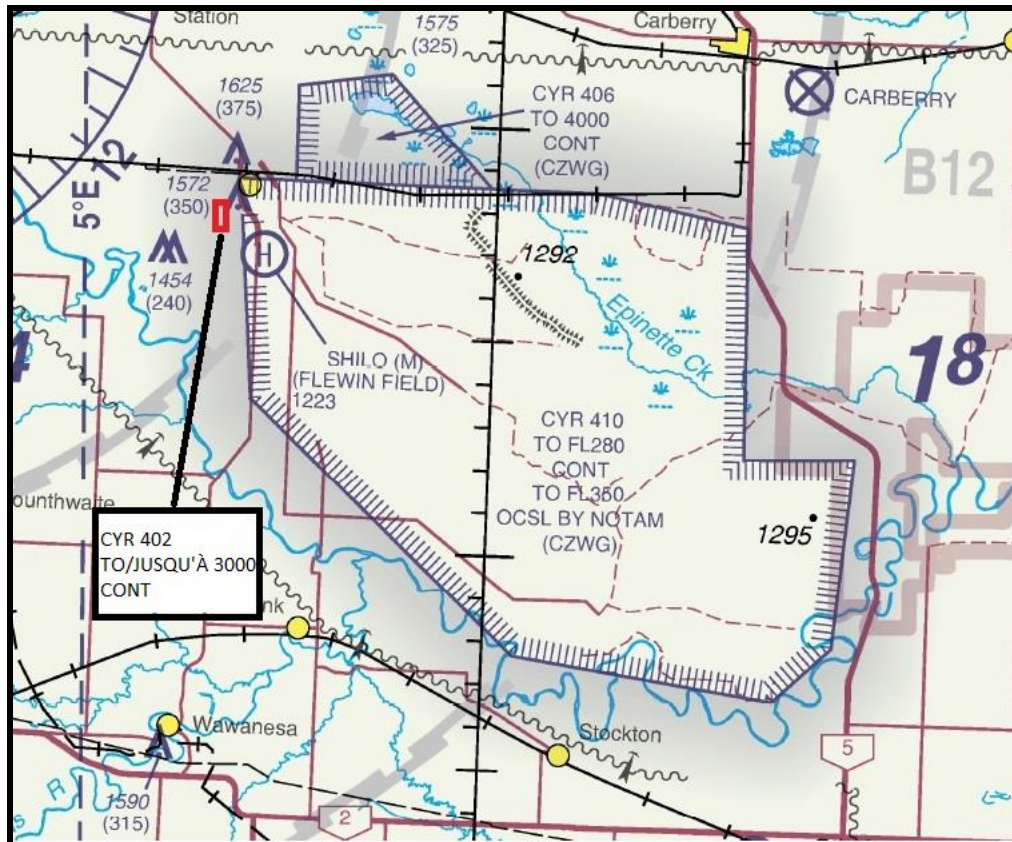 Station
1575
(325)
Carberry
1625
(375)
CYR 406
TO 4000
CONT
(CZWG)
CARBERRY
12
5°E
B12
1572
(350)
H
1454
(240)
1292
Epinette Ck
SHILO (M)
(FLEWIN FIELD)
1223
18
4
CYR 410
TO FL280
CONT
TO FL350
OCSL BY NOTAM
(CZWG)
1295
ounthwaite
CYR 402
TO/JUSQU'À 3000
CONT
nk
Wawanesa
Stockton
5
1590
(315)
R
s
2